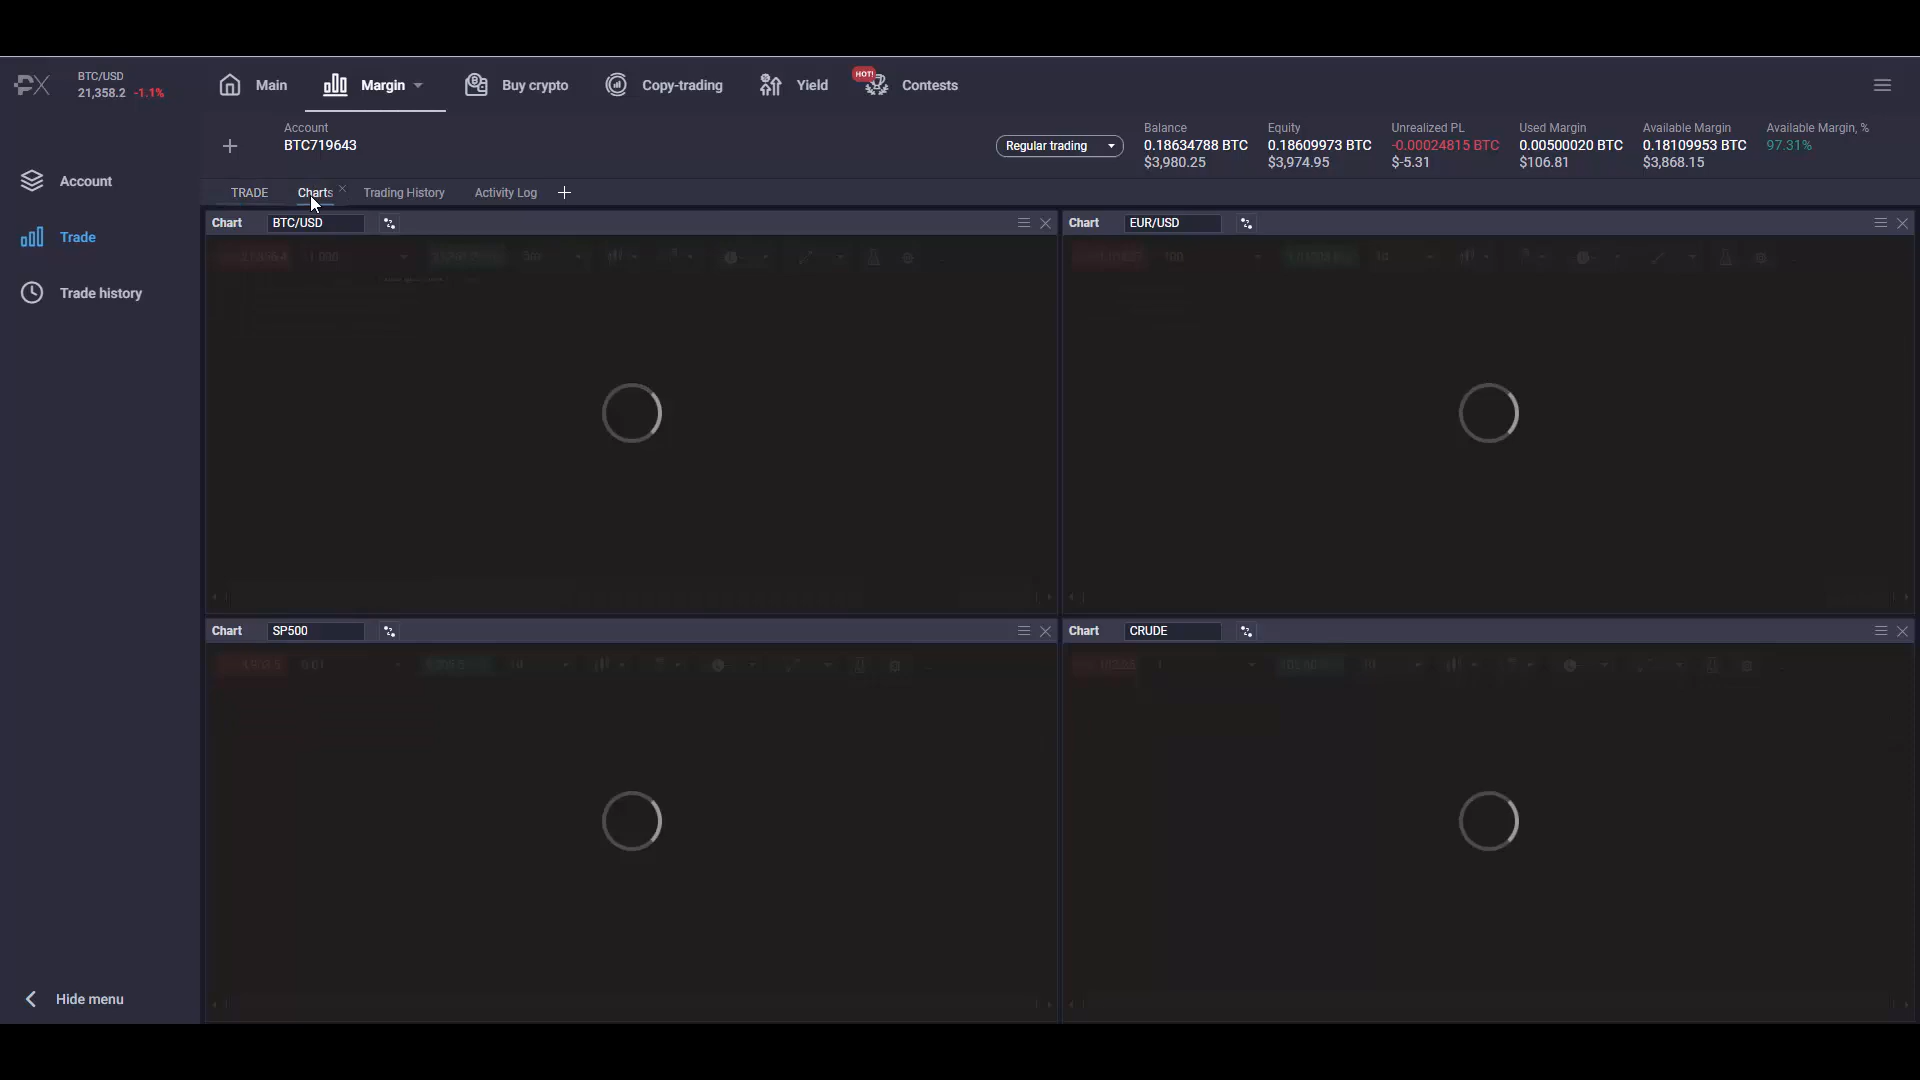 BTC/USD
21,358.2 -1.1%
Main
Margin
Buy crypto
Copy-trading
Yield
HOT!
Contests
Account
BTC719643
Regular trading
Balance
0.18634788 BTC
$3,980.25
Equity
0.18609973 BTC
$3,974.95
Unrealized PL
-0.00024815 BTC
$-5.31
Used Margin
0.00500020 BTC
$106.81
Available Margin
0.18109953 BTC
$3,868.15
Available Margin, %
97.31%
Account
Trade
Trade history
Hide menu
TRADE
Charts
Trading History
Activity Log
Chart BTC/USD
Chart EUR/USD
Chart SP500
Chart CRUDE